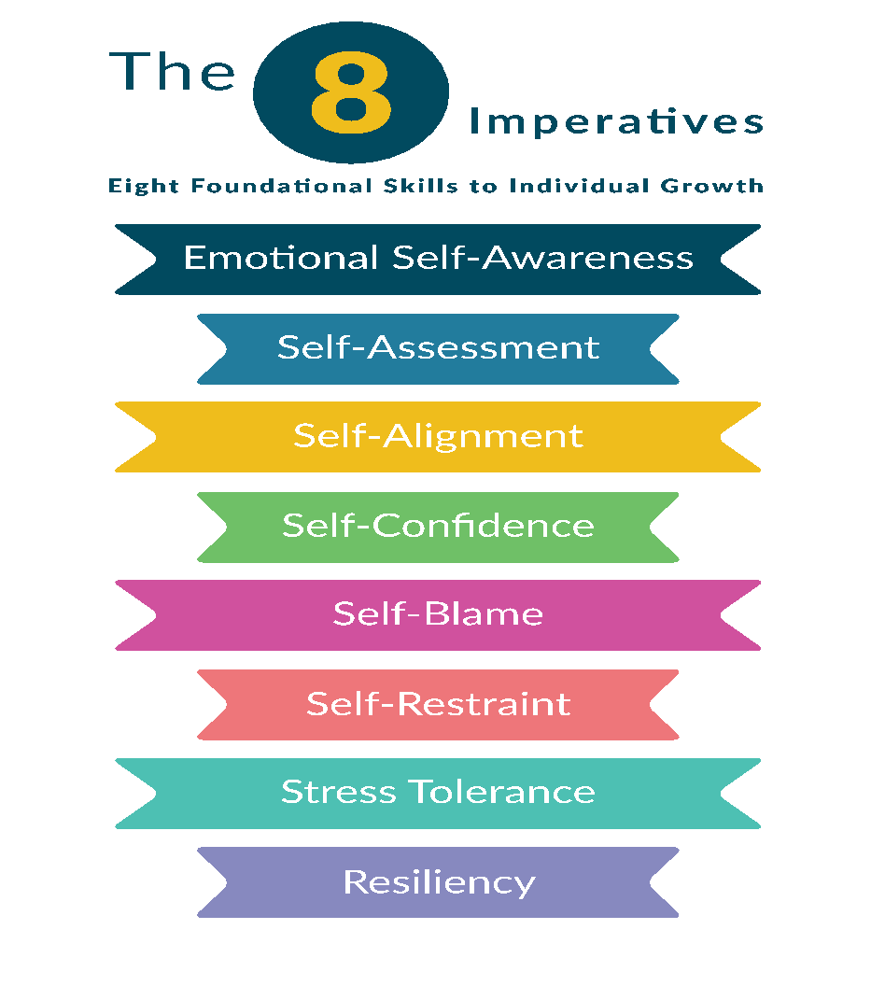 The 8 Imperatives
Eight Foundational Skills to Individual Growth
Emotional Self-Awareness
Self-Assessment
Self-Alignment
Self-Confidence
Self-Blame
Self-Restraint
Stress Tolerance
Resiliency